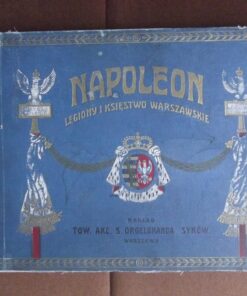 NAPOLEON
LEGIONY I KSIĘSTWO WARSZAWSKIE
NAKŁAD
TOW. AKC. S. ORGELBRANDA SYNÓW
WARSZAWA